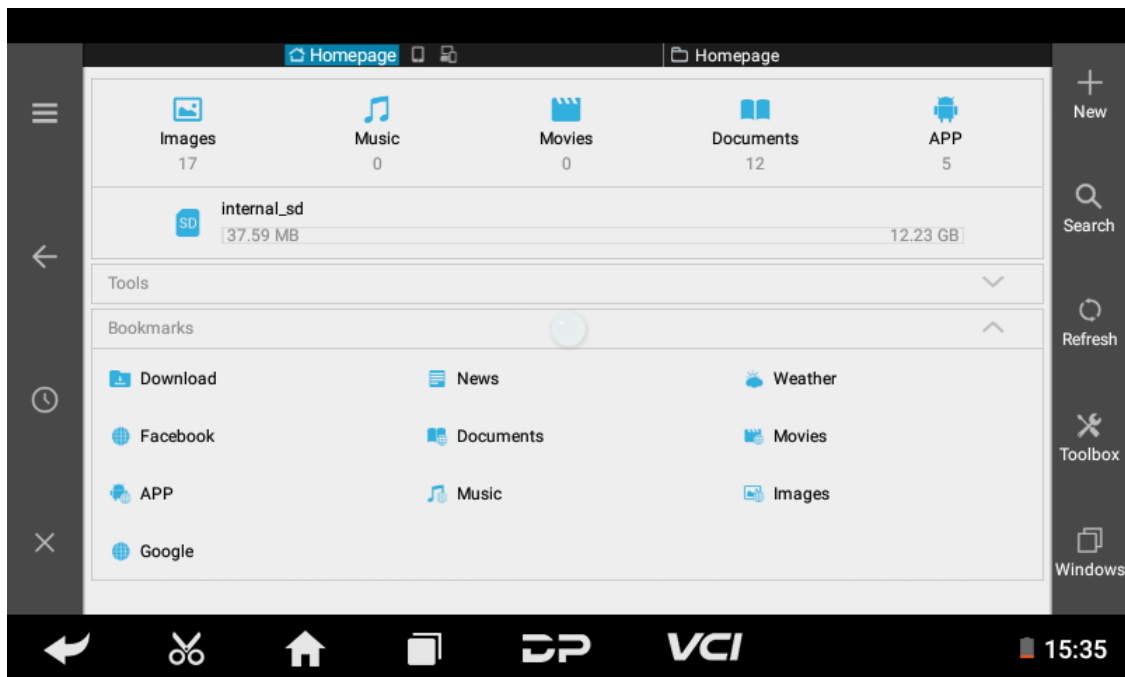 Homepage Homepage
New
Images Music Movies Documents APP
17 0 0 12 5
Search
internal_sd
SD
37.59 MB 12.23 GB
Tools
Bookmarks
Refresh
Download News Weather
Facebook Documents Movies
Toolbox
APP Music Images
Google
Windows
DP VCI 15:35